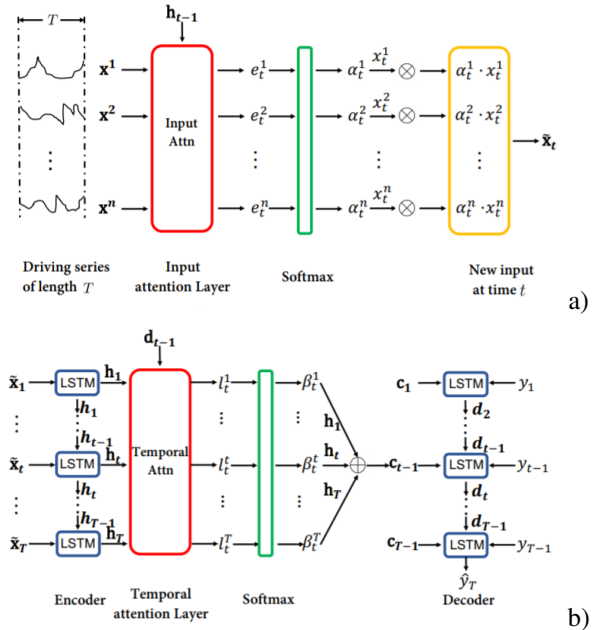 T
h_{t-1}
x^1 e_t^1 α_t^1 x_t^1 ⊗ α_t^1 · x_t^1
x^2 Input e_t^2 α_t^2 x_t^2 ⊗ α_t^2 · x_t^2
Attn
x̃_t
⋮ ⋮ ⋮ ⋮
x^n e_t^n α_t^n x_t^n ⊗ α_t^n · x_t^n
Driving series Input Softmax New input
of length T attention Layer at time t
a)
d_{t-1}
x̃_1 LSTM h_1 l_t^1 β_t^1 c_1 LSTM y_1
h_1 h_1 d_2
⋮ ⋮ ⋮ ⋮ ⋮
h_{t-1} Temporal d_{t-1}
x̃_t LSTM h_t Attn l_t^t β_t^t h_t ⊕ c_{t-1} LSTM y_{t-1}
h_t h_T d_t
⋮ ⋮ ⋮ ⋮ ⋮
h_{T-1} d_{T-1}
x̃_T LSTM h_T l_t^T β_t^T c_{T-1} LSTM y_{T-1}
ŷ_T
Encoder Temporal Softmax Decoder
attention Layer
b)